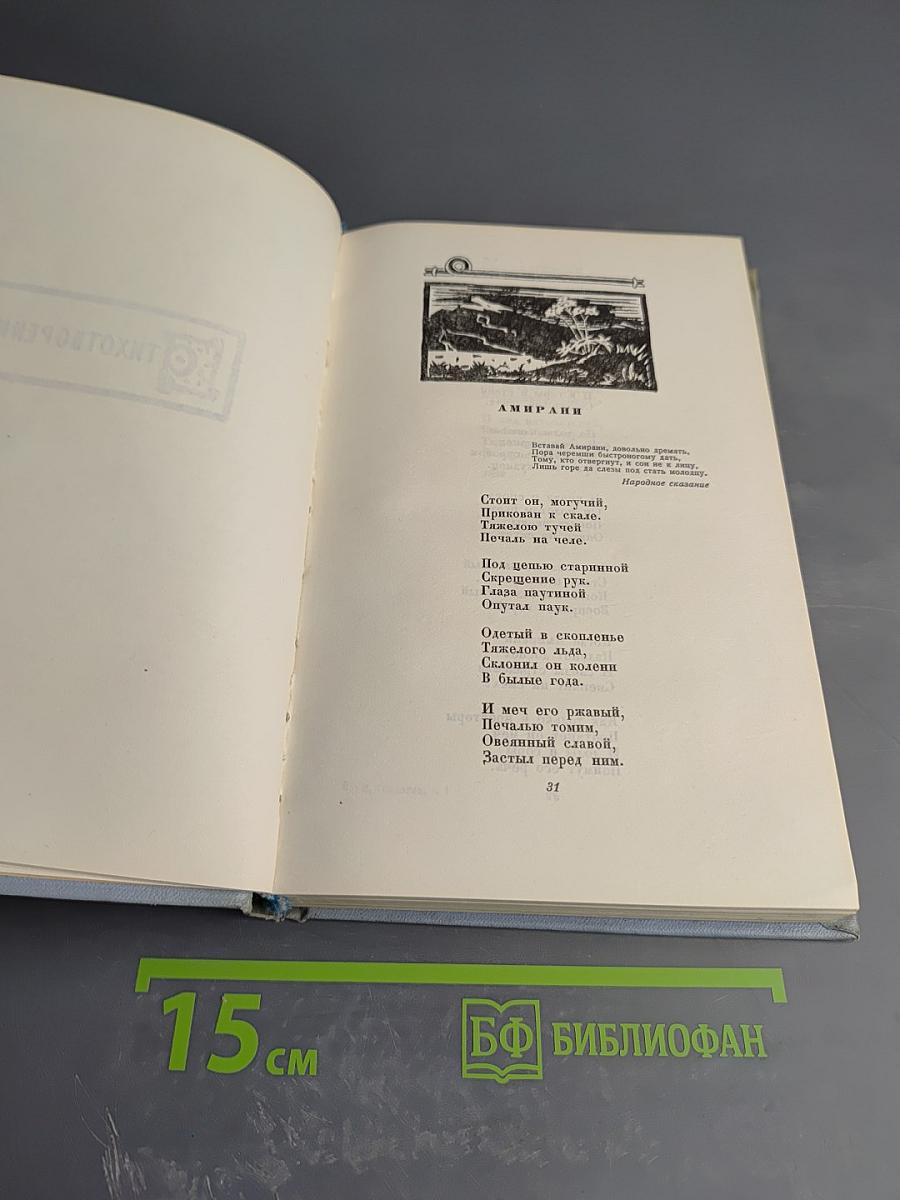 АМИРАНИ
Вставай Амирани, довольно дремать,
Пора черемши быстроногому дать,
Тому, кто отвергнут, и сон не к лицу,
Лишь горе да слезы под стать молодцу.
Народное сказание
Стоит он, могучий,
Прикован к скале.
Тяжелою тучей
Печаль на челе.
Под цепью старинной
Скрещение рук.
Глаза паутиной
Опутал паук.
Одетый в скопленье
Тяжелого льда,
Склонил он колени
В былые года.
И меч его ржавый,
Печалью томим,
Овеянный славой,
Застыл перед ним.
31
15 см
БФ БИБЛИОФАН